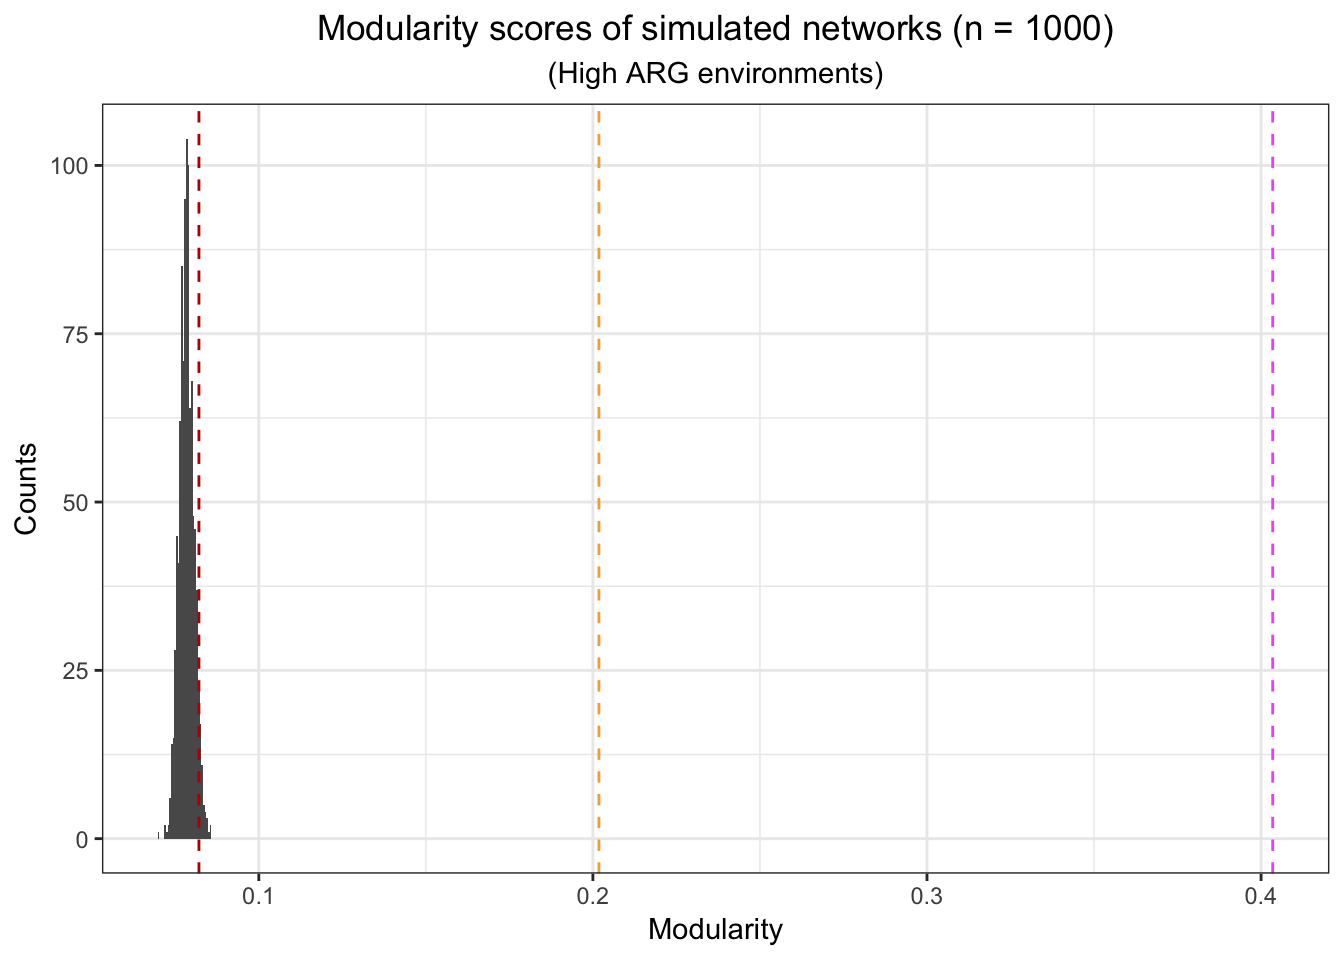 Modularity scores of simulated networks (n = 1000)
(High ARG environments)
100
75
50
25
0
Counts
0.1
0.2
0.3
0.4
Modularity